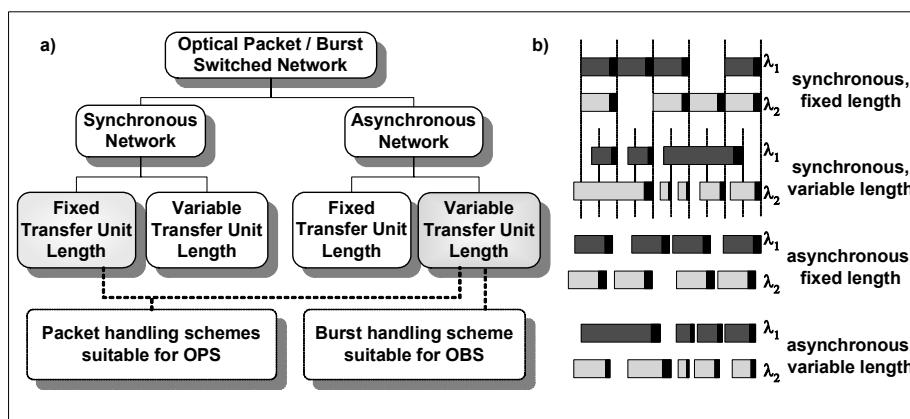 a)
Optical Packet / Burst
Switched Network
Synchronous
Network
Asynchronous
Network
Fixed
Transfer Unit
Length
Variable
Transfer Unit
Length
Fixed
Transfer Unit
Length
Variable
Transfer Unit
Length
Packet handling schemes
suitable for OPS
Burst handling scheme
suitable for OBS
b)
λ1
λ2
synchronous,
fixed length
λ1
λ2
synchronous,
variable length
λ1
λ2
asynchronous,
fixed length
λ1
λ2
asynchronous,
variable length